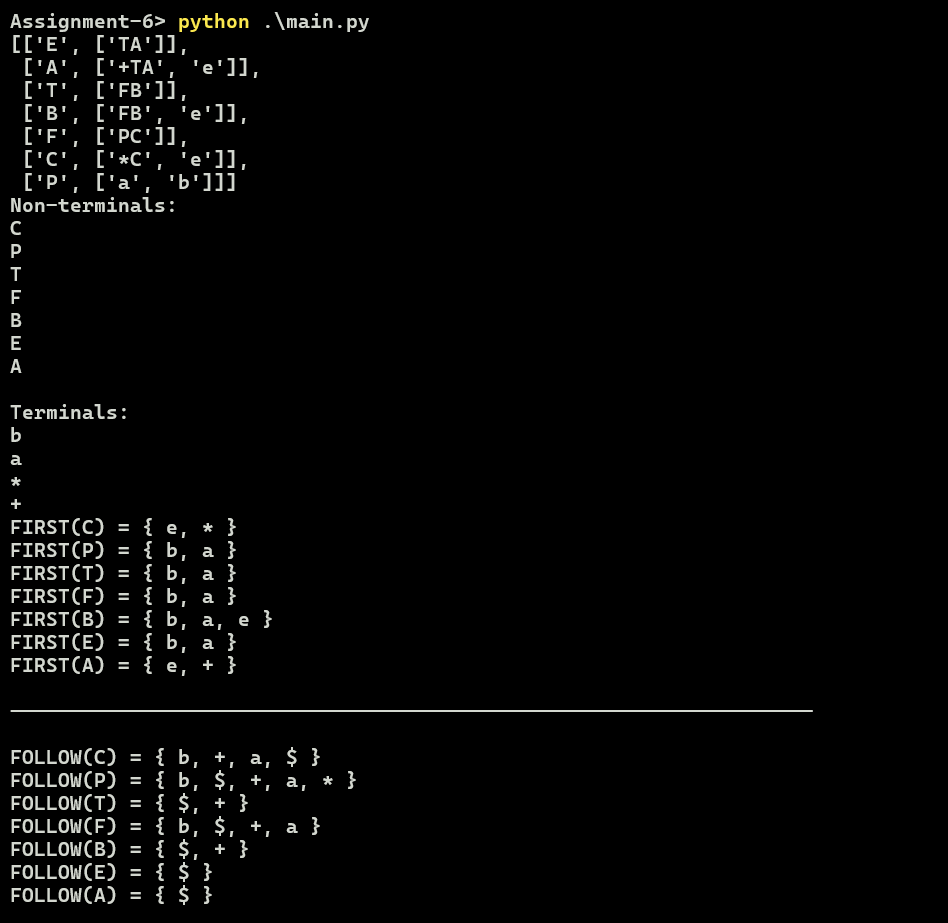 Assignment-6> python .\main.py
[['E', ['TA']],
 ['A', ['+TA', 'e']],
 ['T', ['FB']],
 ['B', ['FB', 'e']],
 ['F', ['PC']],
 ['C', ['*C', 'e']],
 ['P', ['a', 'b']]]
Non-terminals:
C
P
T
F
B
E
A

Terminals:
b
a
*
+
FIRST(C) = { e, * }
FIRST(P) = { b, a }
FIRST(T) = { b, a }
FIRST(F) = { b, a }
FIRST(B) = { b, a, e }
FIRST(E) = { b, a }
FIRST(A) = { e, + }

FOLLOW(C) = { b, +, a, $ }
FOLLOW(P) = { b, $, +, a, * }
FOLLOW(T) = { $, + }
FOLLOW(F) = { b, $, +, a }
FOLLOW(B) = { $, + }
FOLLOW(E) = { $ }
FOLLOW(A) = { $ }